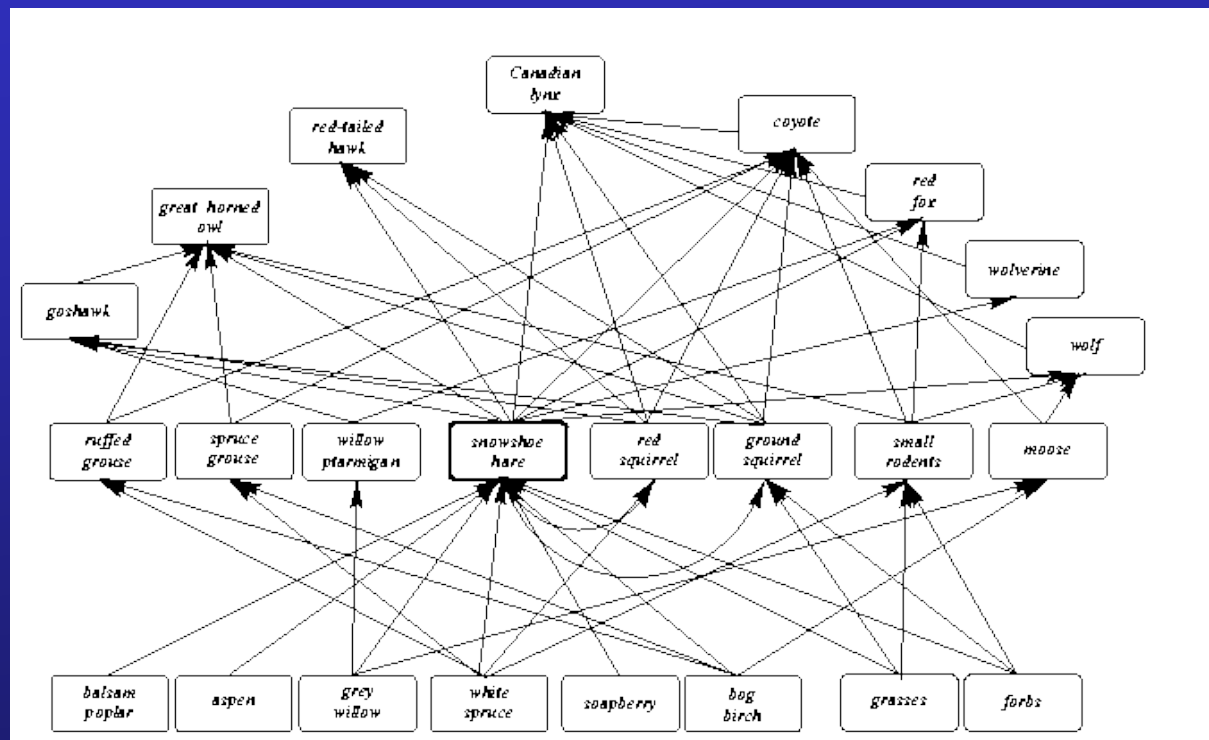 Canadian
lynx
coyote
red-tailed
hawk
red
fox
great horned
owl
wolverine
goshawk
wolf
ruffed
grouse
spruce
grouse
willow
ptarmigan
snowshoe
hare
red
squirrel
ground
squirrel
small
rodents
moose
balsam
poplar
aspen
grey
willow
white
spruce
soapberry
bog
birch
grasses
forbs